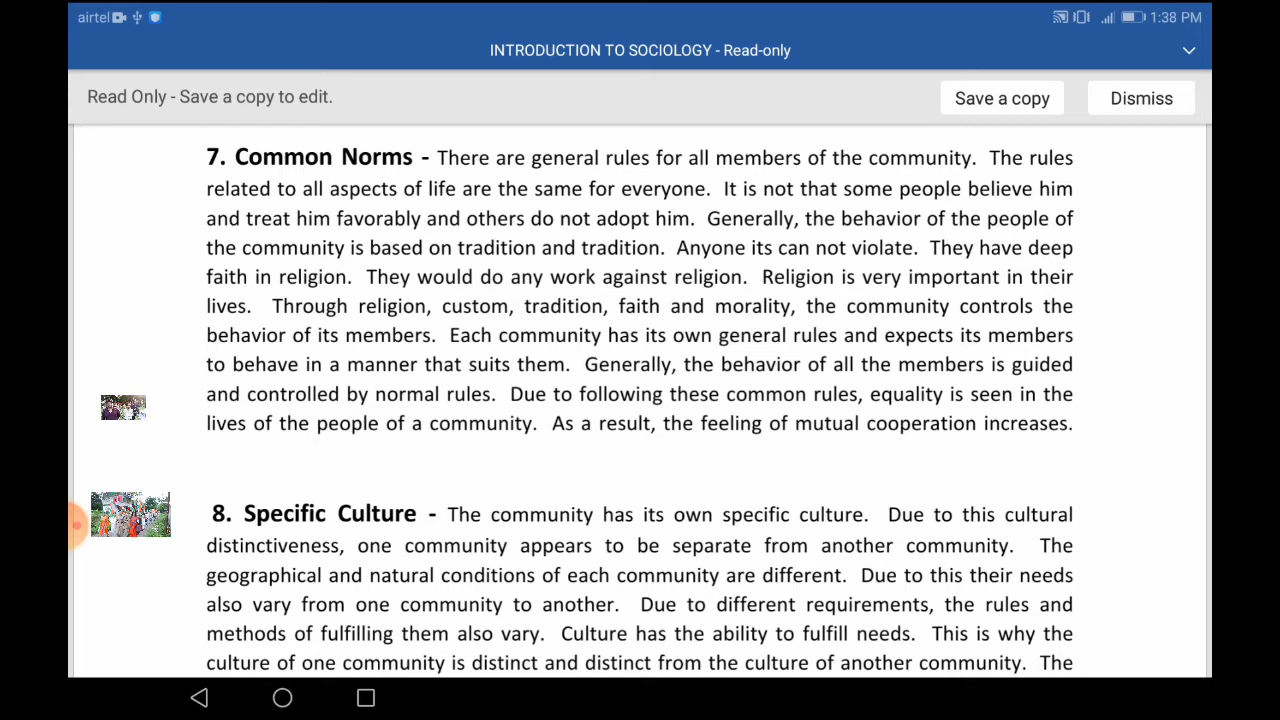 airtel 1:38 PM
INTRODUCTION TO SOCIOLOGY - Read-only
Read Only - Save a copy to edit. Save a copy Dismiss
7. Common Norms - There are general rules for all members of the community. The rules
related to all aspects of life are the same for everyone. It is not that some people believe him
and treat him favorably and others do not adopt him. Generally, the behavior of the people of
the community is based on tradition and tradition. Anyone its can not violate. They have deep
faith in religion. They would do any work against religion. Religion is very important in their
lives. Through religion, custom, tradition, faith and morality, the community controls the
behavior of its members. Each community has its own general rules and expects its members
to behave in a manner that suits them. Generally, the behavior of all the members is guided
and controlled by normal rules. Due to following these common rules, equality is seen in the
lives of the people of a community. As a result, the feeling of mutual cooperation increases.
8. Specific Culture - The community has its own specific culture. Due to this cultural
distinctiveness, one community appears to be separate from another community. The
geographical and natural conditions of each community are different. Due to this their needs
also vary from one community to another. Due to different requirements, the rules and
methods of fulfilling them also vary. Culture has the ability to fulfill needs. This is why the
culture of one community is distinct and distinct from the culture of another community. The